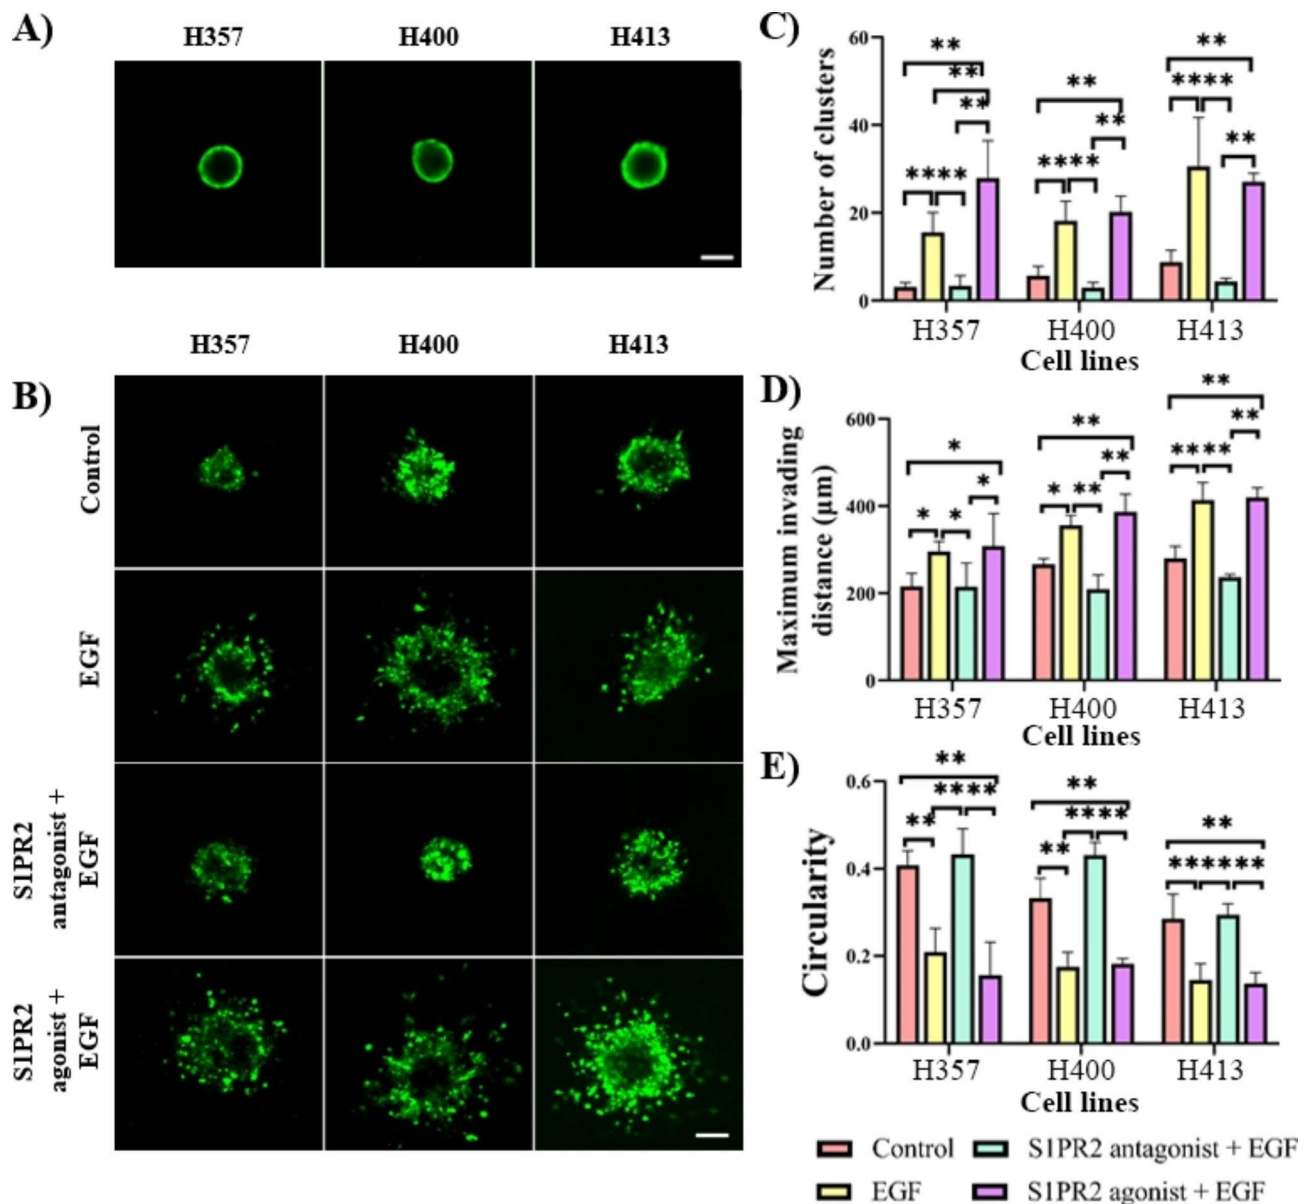 A)
H357 H400 H413
B)
H357 H400 H413
Control
EGF
S1PR2
antagonist +
EGF
S1PR2
agonist +
EGF
C)
Number of clusters
60
40
20
0
** ** ** **** ** ** **** ** **** **
H357 H400 H413
Cell lines
D)
Maximum invading
distance (μm)
600
400
200
0
* * * * ** ** * ** ** ** ****
H357 H400 H413
Cell lines
E)
Circularity
0.6
0.4
0.2
0.0
** **** ** ** **** ** ** ******
H357 H400 H413
Cell lines
Control S1PR2 antagonist + EGF
EGF S1PR2 agonist + EGF